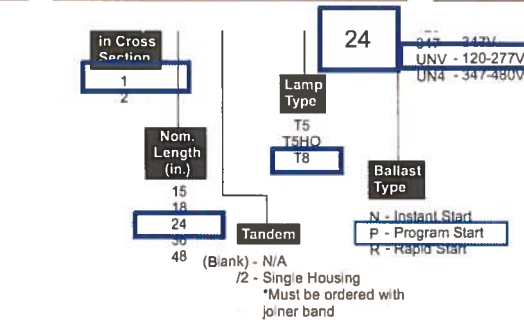 in Cross
Section
1
2
24
347 - 347V
UNV - 120-277V
UN4 - 347-480V
Lamp
Type
T5
T5HO
T8
Nom.
Length
(in.)
15
18
24
36
48
Ballast
Type
N - Instant Start
P - Program Start
R - Rapid Start
Tandem
(Blank) - N/A
/2 - Single Housing
*Must be ordered with
joiner band